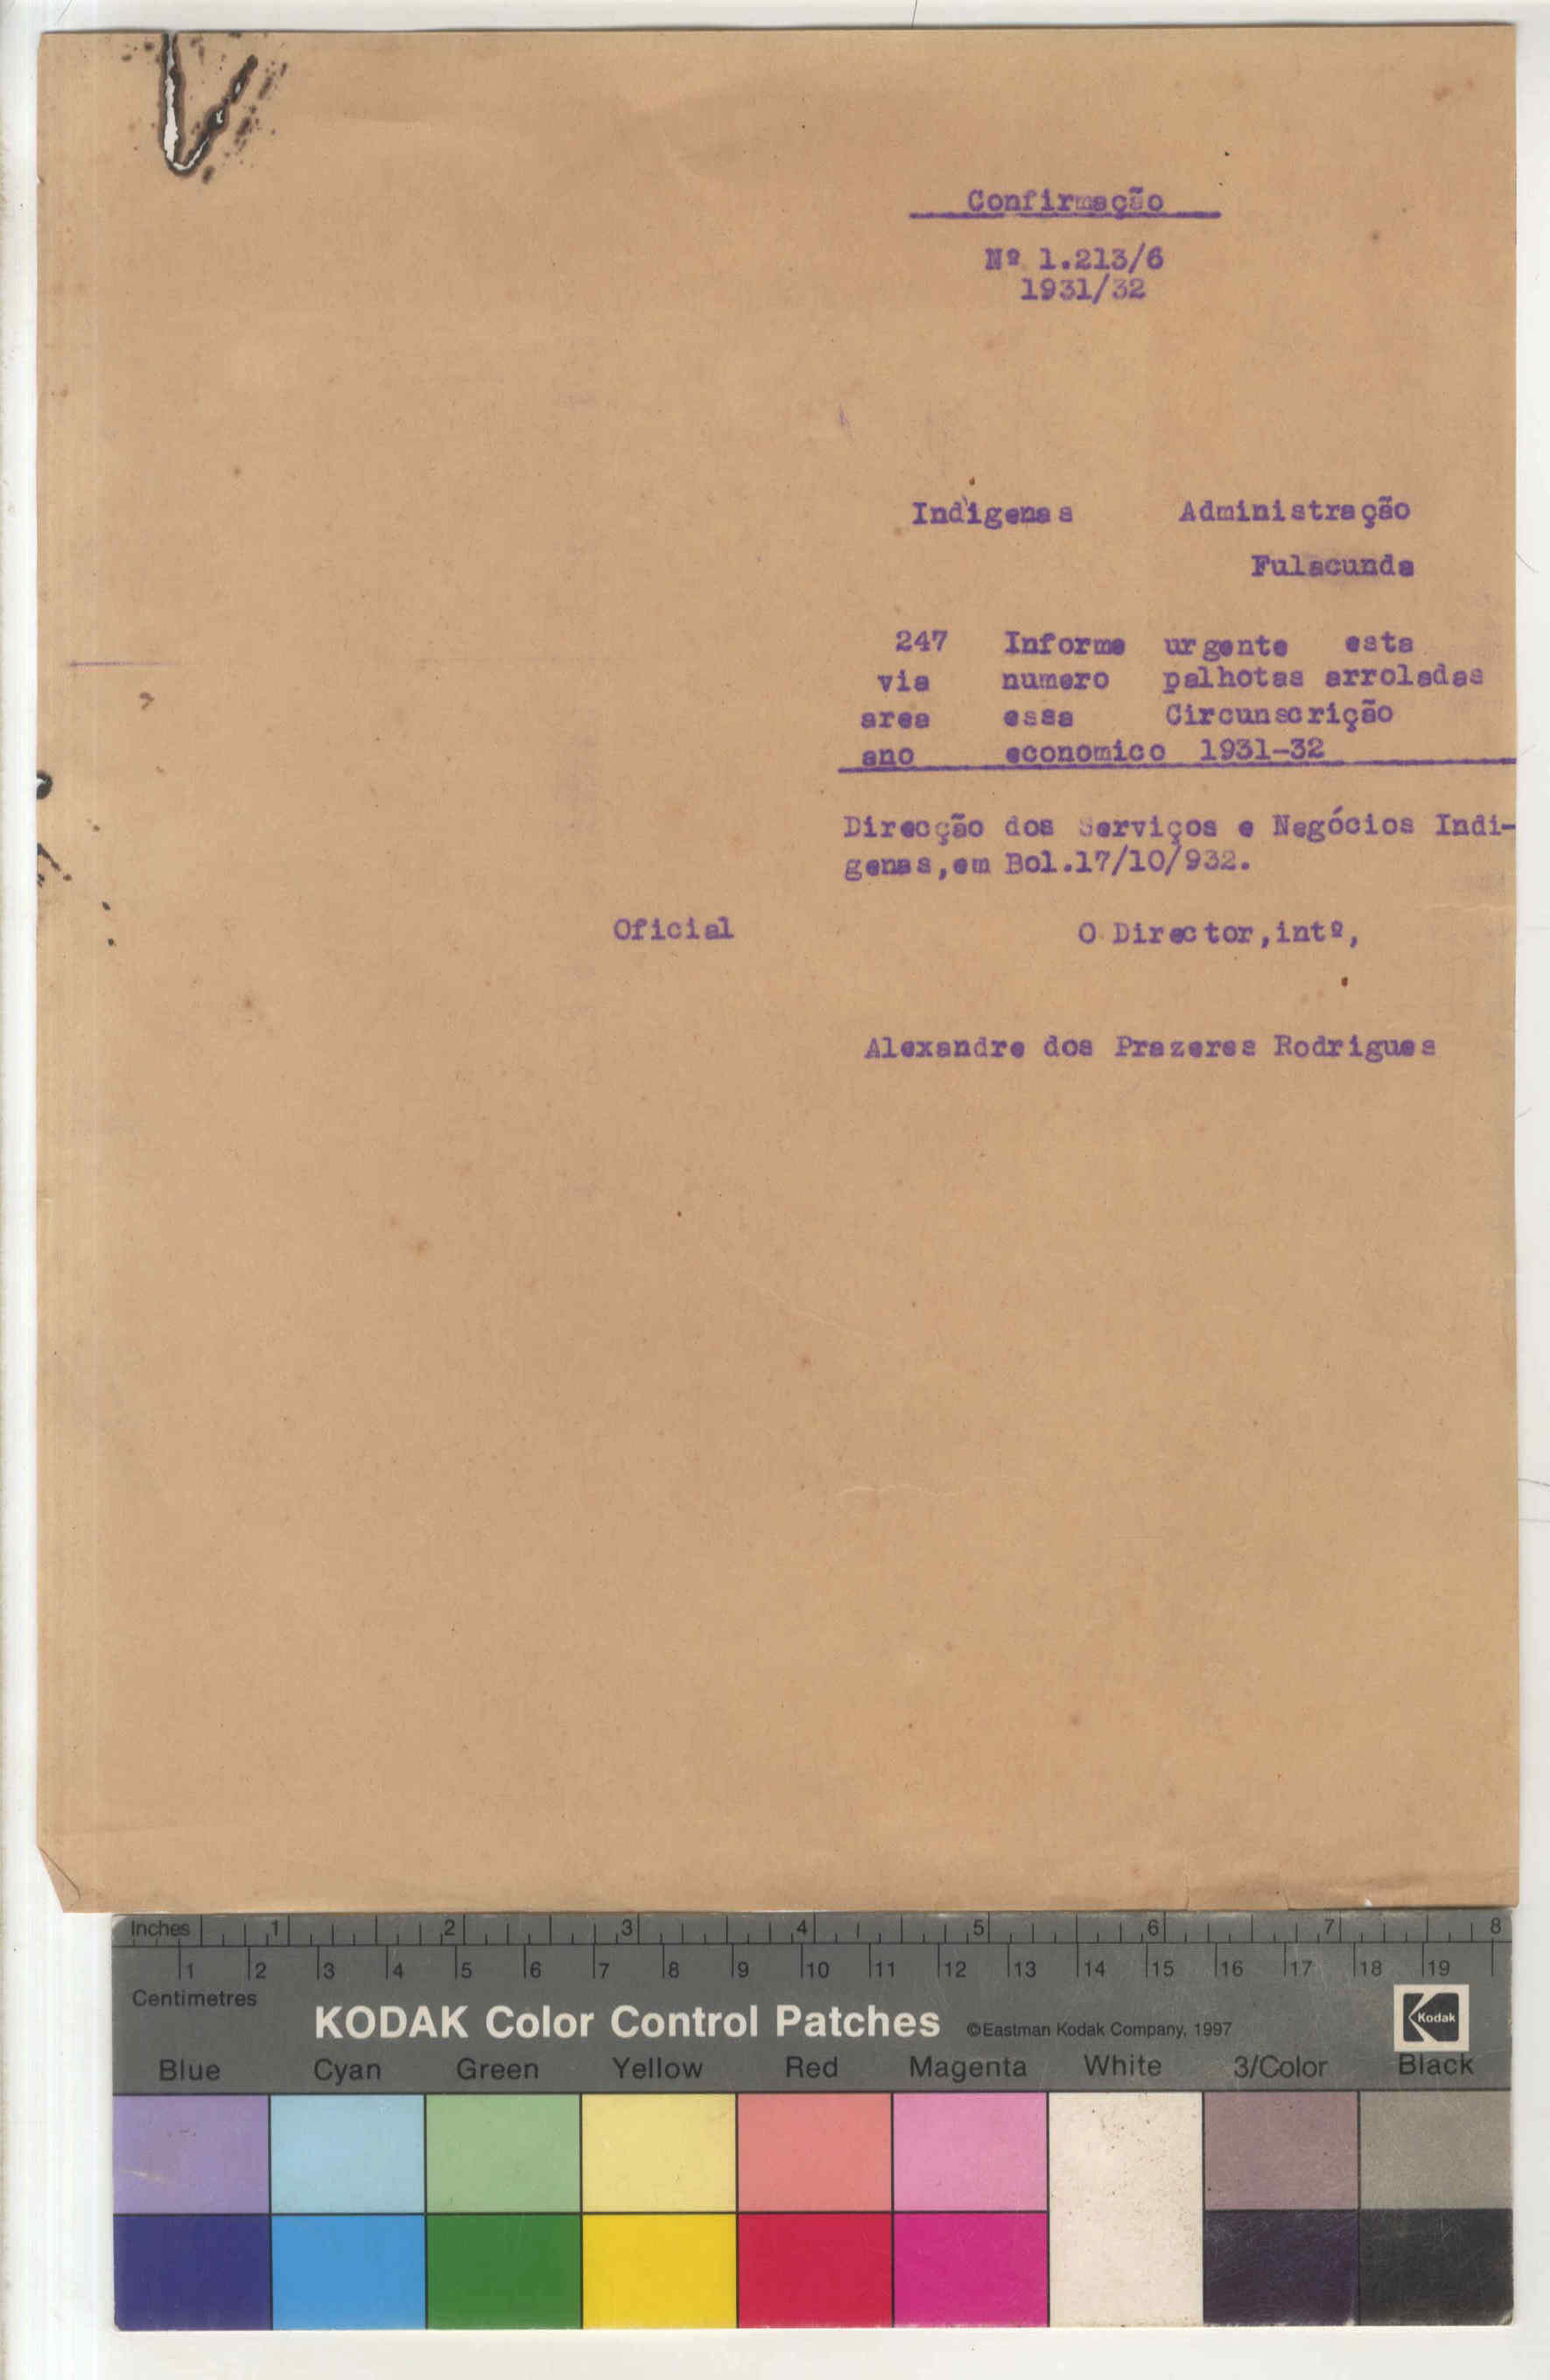 Confirmação
Nº 1.213/6
1931/32
Indigenas Administração
Fulacunda
247 Informe urgente esta
via numero palhotas arroladas
area essa Circunscrição
ano economico 1931-32
Direcção dos Serviços e Negócios Indi-
genas,em Bol.17/10/932.
Oficial O Director,intº,
Alexandre dos Prazeres Rodrigues
Inches 1 2 3 4 5 6 7 8
1 2 3 4 5 6 7 8 9 10 11 12 13 14 15 16 17 18 19
Centimetres
KODAK Color Control Patches ©Eastman Kodak Company, 1997 Kodak
Blue Cyan Green Yellow Red Magenta White 3/Color Black